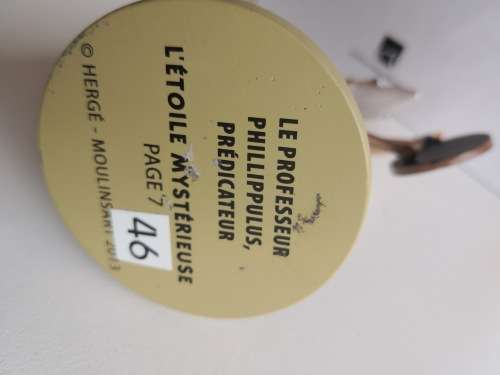 LE PROFESSEUR
PHILLIPPULUS,
PRÉDICATEUR
L'ÉTOILE MYSTÉRIEUSE
PAGE 7
46
© HERGÉ - MOULINSART 2013